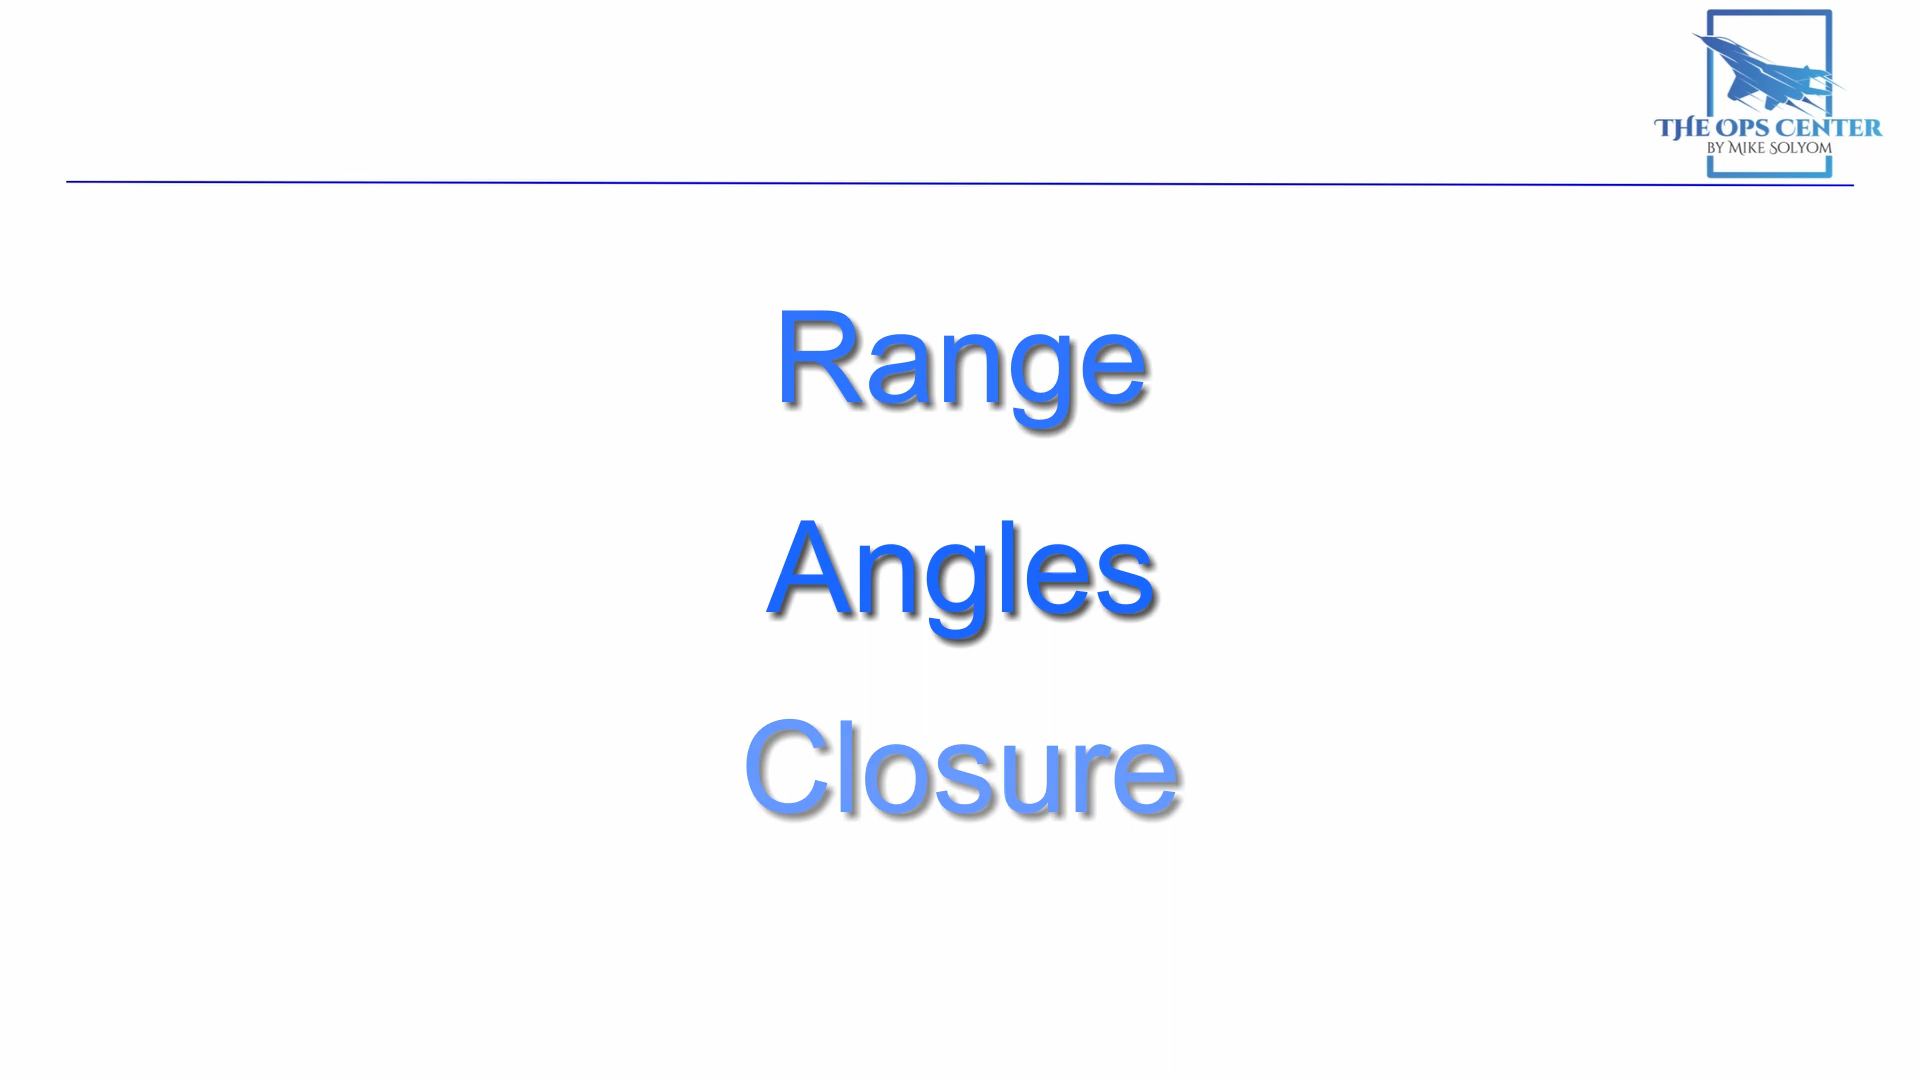 THE OPS CENTER
BY MIKE SOLYOM
Range
Angles
Closure